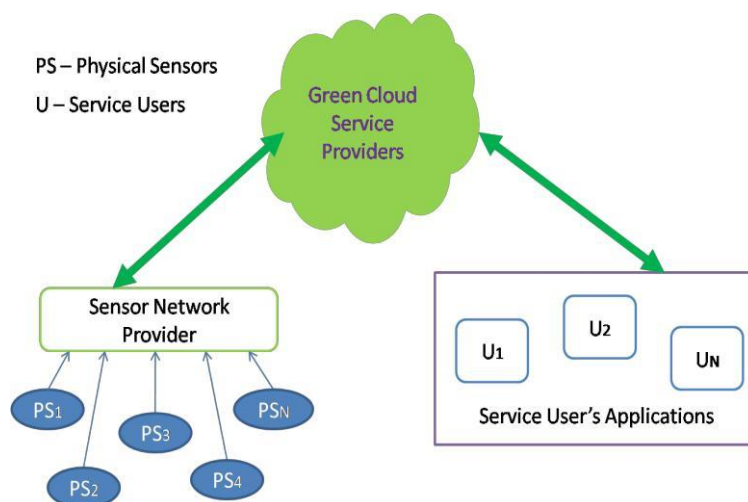 PS – Physical Sensors
U – Service Users
Green Cloud
Service
Providers
Sensor Network
Provider
PS1
PS2
PS3
PS4
PSN
U1
U2
UN
Service User's Applications